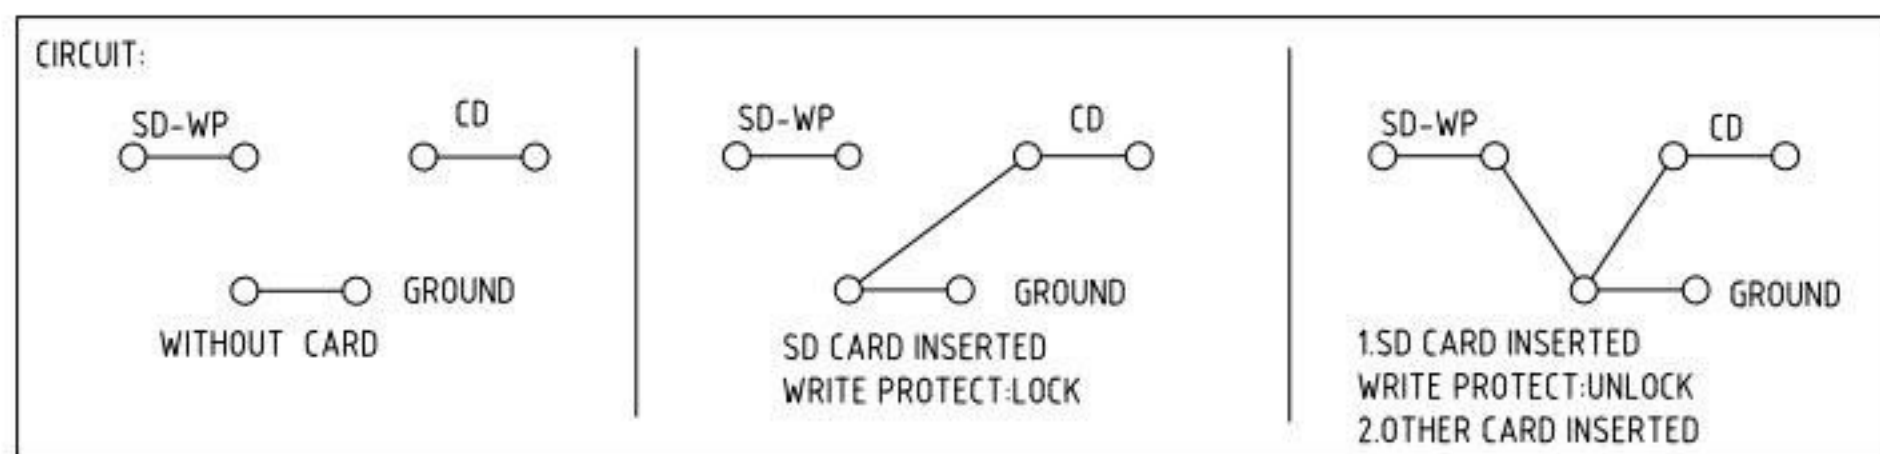 CIRCUIT:
SD-WP
CD
GROUND
WITHOUT CARD
SD-WP
CD
GROUND
SD CARD INSERTED
WRITE PROTECT:LOCK
SD-WP
CD
GROUND
1.SD CARD INSERTED
WRITE PROTECT:UNLOCK
2.OTHER CARD INSERTED